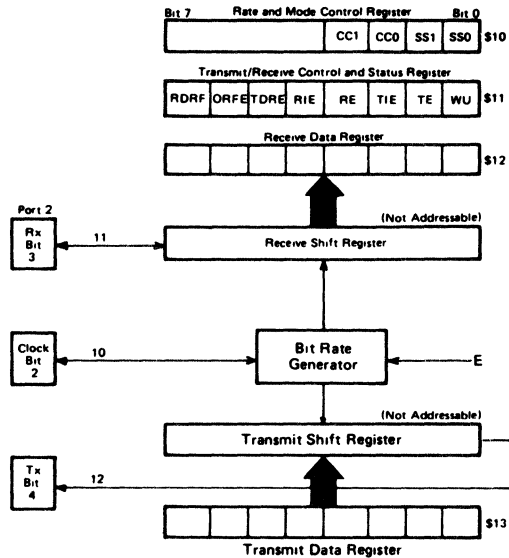 Bit 7 Rate and Mode Control Register Bit 0
CC1 CC0 SS1 SS0 $10
Transmit/Receive Control and Status Register
RDRF ORFE TDRE RIE RE TIE TE WU $11
Receive Data Register
$12
Port 2
(Not Addressable)
Rx
Bit
3
11
Receive Shift Register
Clock
Bit
2
10
Bit Rate
Generator
E
(Not Addressable)
Transmit Shift Register
Tx
Bit
4
12
$13
Transmit Data Register